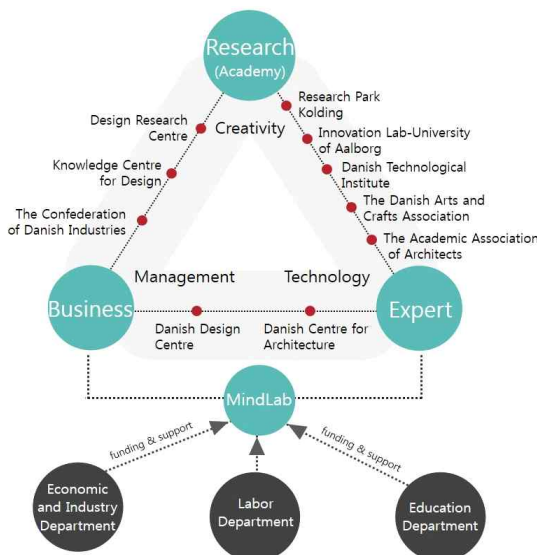 Research
(Academy)
Research Park
Kolding
Design Research
Centre
Creativity
Innovation Lab-University
of Aalborg
Knowledge Centre
for Design
Danish Technological
Institute
The Danish Arts and
Crafts Association
The Confederation
of Danish Industries
The Academic Association
of Architects
Management
Technology
Business
Expert
Danish Design
Centre
Danish Centre for
Architecture
MindLab
funding & support
funding & support
Economic
and Industry
Department
Labor
Department
Education
Department